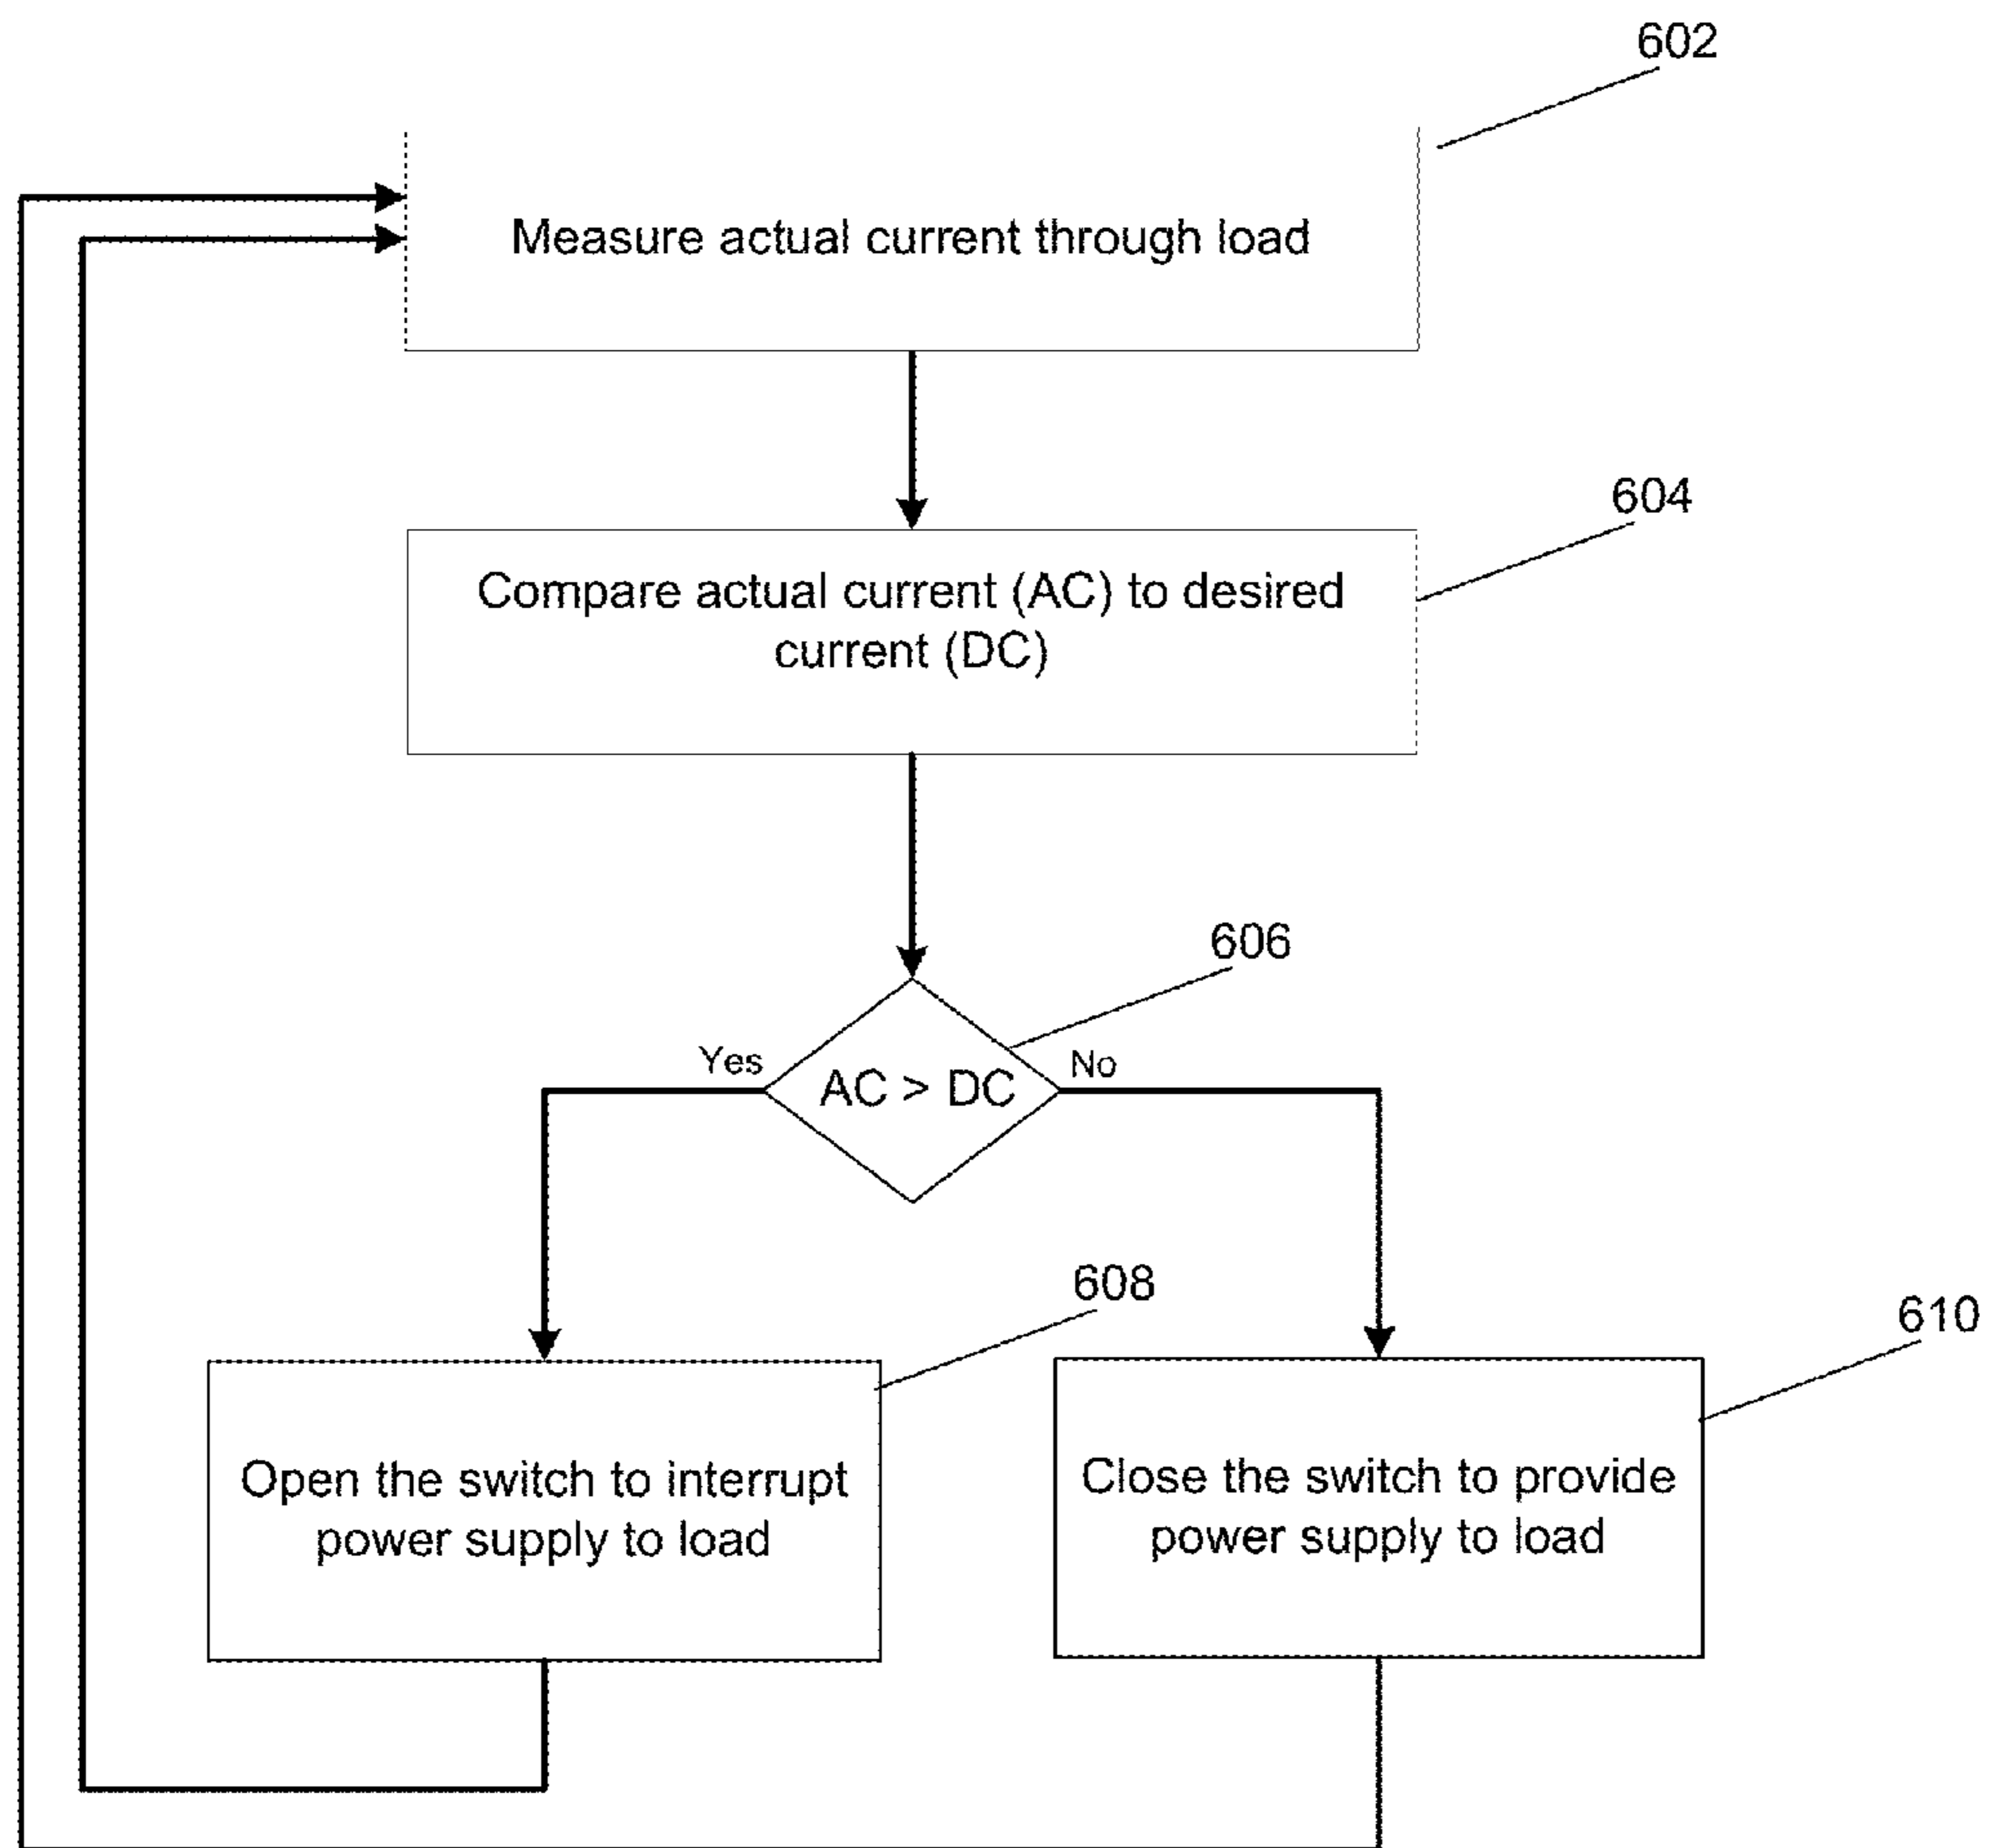 602
Measure actual current through load
604
Compare actual current (AC) to desired
current (DC)
606
Yes
AC > DC
No
608
610
Open the switch to interrupt
power supply to load
Close the switch to provide
power supply to load